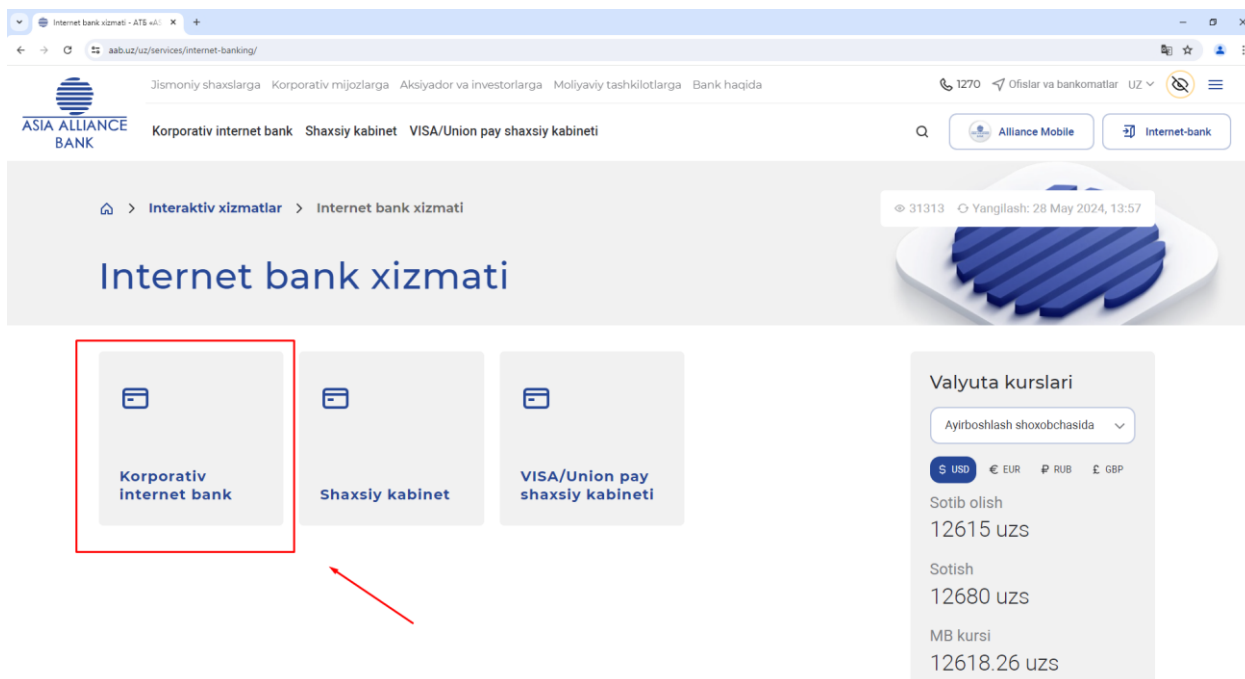 Internet bank xizmati - АТБ «AS
aab.uz/uz/services/internet-banking/
Jismoniy shaxslarga Korporativ mijozlarga Aksiyador va investorlarga Moliyaviy tashkilotlarga Bank haqida
1270 Ofislar va bankomatlar UZ
ASIA ALLIANCE
BANK
Korporativ internet bank Shaxsiy kabinet VISA/Union pay shaxsiy kabineti
Alliance Mobile
Internet-bank
Interaktiv xizmatlar > Internet bank xizmati
31313 Yangilash: 28 May 2024, 13:57
Internet bank xizmati
Korporativ
internet bank
Shaxsiy kabinet
VISA/Union pay
shaxsiy kabineti
Valyuta kurslari
Ayirboshlash shoxobchasida
$ USD € EUR ₽ RUB £ GBP
Sotib olish
12615 uzs
Sotish
12680 uzs
MB kursi
12618.26 uzs